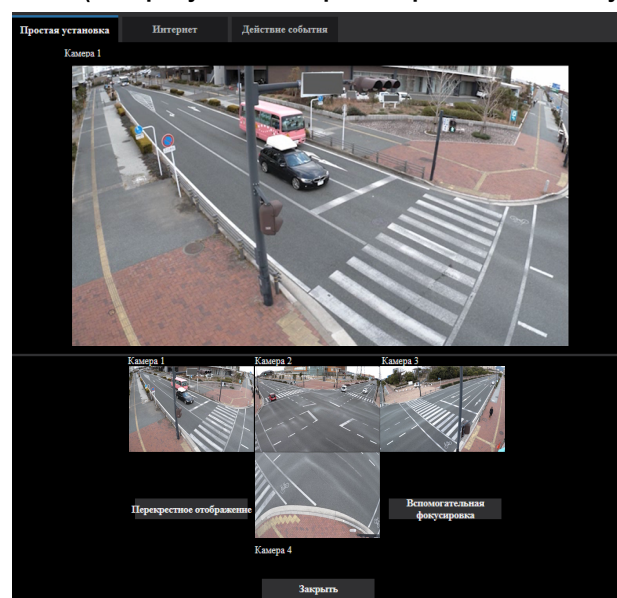 Простая установка
Интернет
Действие события
Камера 1
Камера 1
Камера 2
Камера 3
Перекрестное отображение
Вспомогательная
фокусировка
Камера 4
Закрыть